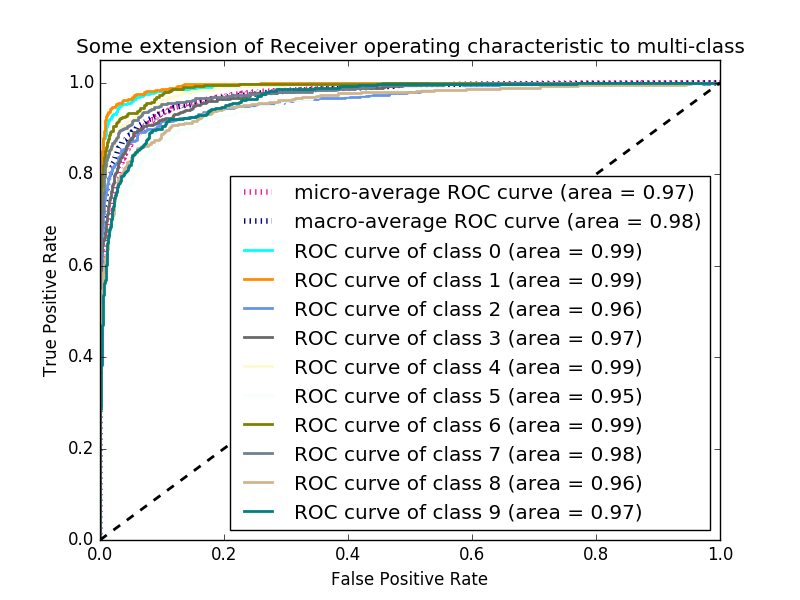 Some extension of Receiver operating characteristic to multi-class
1.0
0.8
0.6
0.4
0.2
0.0
True Positive Rate
micro-average ROC curve (area = 0.97)
macro-average ROC curve (area = 0.98)
ROC curve of class 0 (area = 0.99)
ROC curve of class 1 (area = 0.99)
ROC curve of class 2 (area = 0.96)
ROC curve of class 3 (area = 0.97)
ROC curve of class 4 (area = 0.99)
ROC curve of class 5 (area = 0.95)
ROC curve of class 6 (area = 0.99)
ROC curve of class 7 (area = 0.98)
ROC curve of class 8 (area = 0.96)
ROC curve of class 9 (area = 0.97)
0.0 0.2 0.4 0.6 0.8 1.0
False Positive Rate